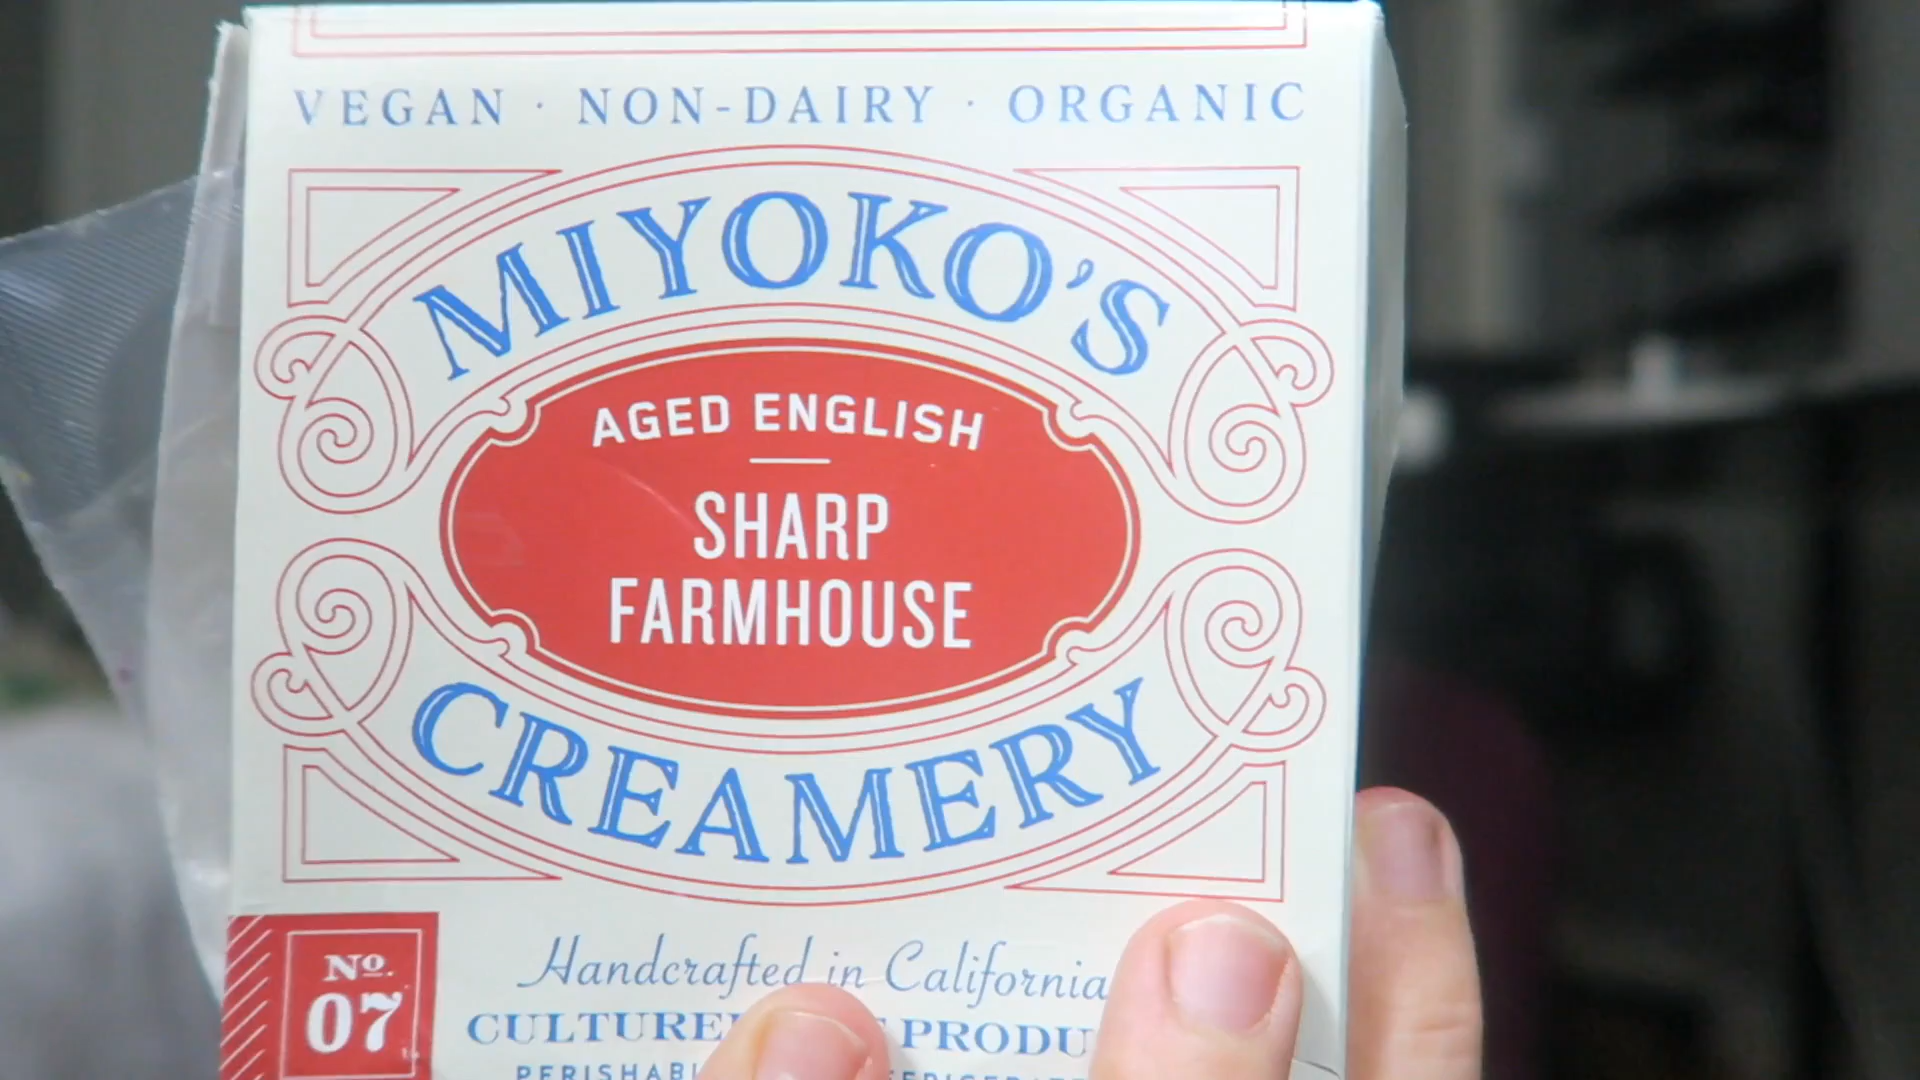 VEGAN · NON-DAIRY · ORGANIC
MIYOKO'S
AGED ENGLISH
SHARP
FARMHOUSE
CREAMERY
Handcrafted in California
No.
07